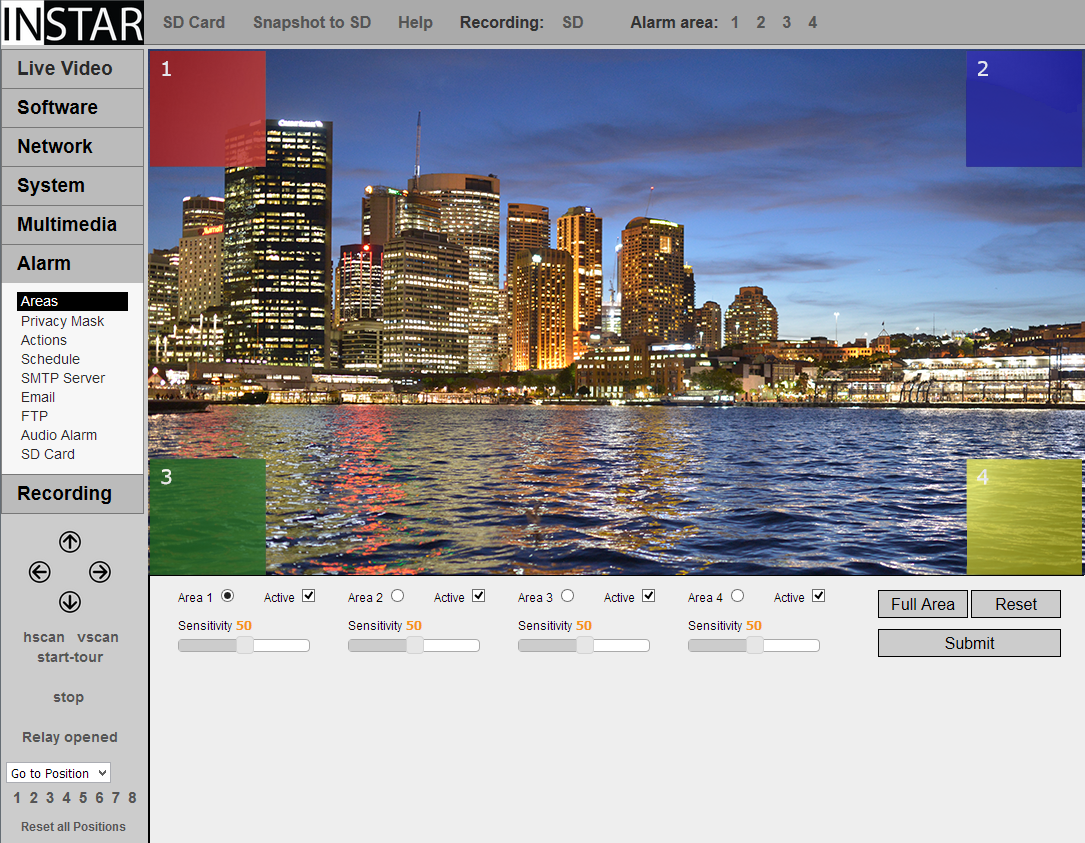 INSTAR
SD Card Snapshot to SD Help Recording: SD Alarm area: 1 2 3 4
Live Video
Software
Network
System
Multimedia
Alarm
Areas
Privacy Mask
Actions
Schedule
SMTP Server
Email
FTP
Audio Alarm
SD Card
Recording
hscan vscan
start-tour
stop
Relay opened
Go to Position
1 2 3 4 5 6 7 8
Reset all Positions
1
2
Marriott
3
4
Area 1 Active Area 2 Active Area 3 Active Area 4 Active
Sensitivity 50 Sensitivity 50 Sensitivity 50 Sensitivity 50
Full Area Reset
Submit